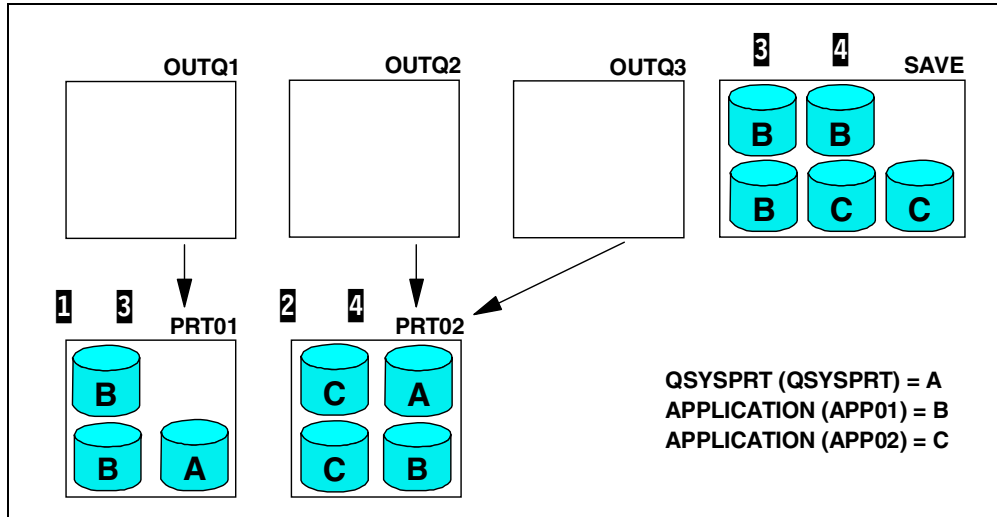 3 4
OUTQ1 OUTQ2 OUTQ3 SAVE
B B
B C C
1 3 2 4
PRT01 PRT02
B C A
B A C B
QSYSPRT (QSYSPRT) = A
APPLICATION (APP01) = B
APPLICATION (APP02) = C